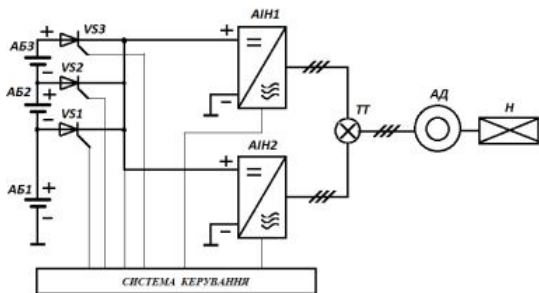 VS3
АІН1
АБ3
VS2
АБ2
VS1
ТТ
АД
Н
АІН2
АБ1
СИСТЕМА КЕРУВАННЯ